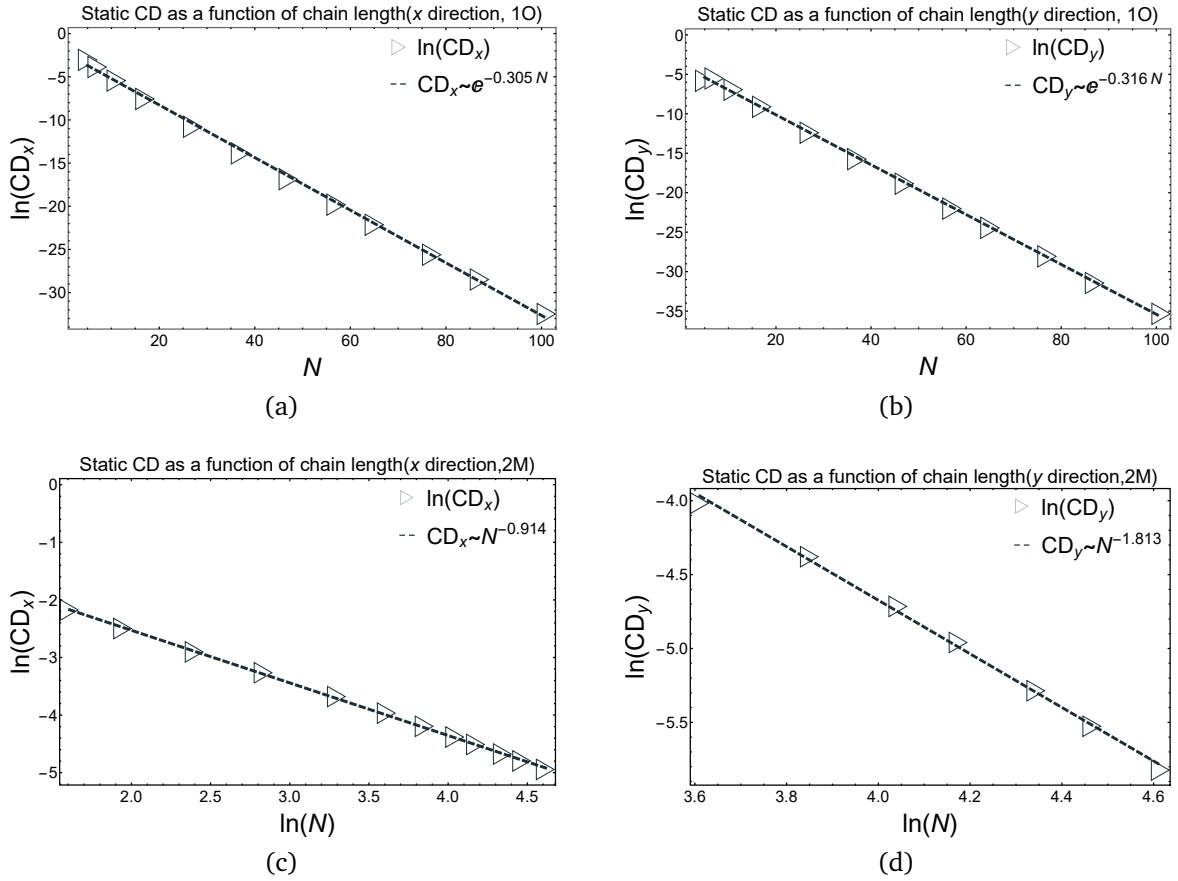 Static CD as a function of chain length(x direction, 1O)
0
−5
−10
−15
−20
−25
−30
ln(CDx)
ln(CDx)
CDx~e^−0.305 N
20
40
60
80
100
N
(a)
Static CD as a function of chain length(y direction, 1O)
0
−5
−10
−15
−20
−25
−30
−35
ln(CDy)
ln(CDy)
CDy~e^−0.316 N
20
40
60
80
100
N
(b)
Static CD as a function of chain length(x direction,2M)
0
−1
−2
−3
−4
−5
ln(CDx)
ln(CDx)
CDx~N^−0.914
2.0
2.5
3.0
3.5
4.0
4.5
ln(N)
(c)
Static CD as a function of chain length(y direction,2M)
−4.0
−4.5
−5.0
−5.5
ln(CDy)
ln(CDy)
CDy~N^−1.813
3.6
3.8
4.0
4.2
4.4
4.6
ln(N)
(d)